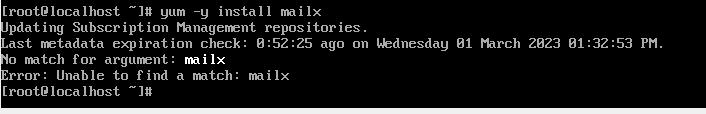 [root@localhost ~]# yum -y install mailx
Updating Subscription Management repositories.
Last metadata expiration check: 0:52:25 ago on Wednesday 01 March 2023 01:32:53 PM.
No match for argument: mailx
Error: Unable to find a match: mailx
[root@localhost ~]#